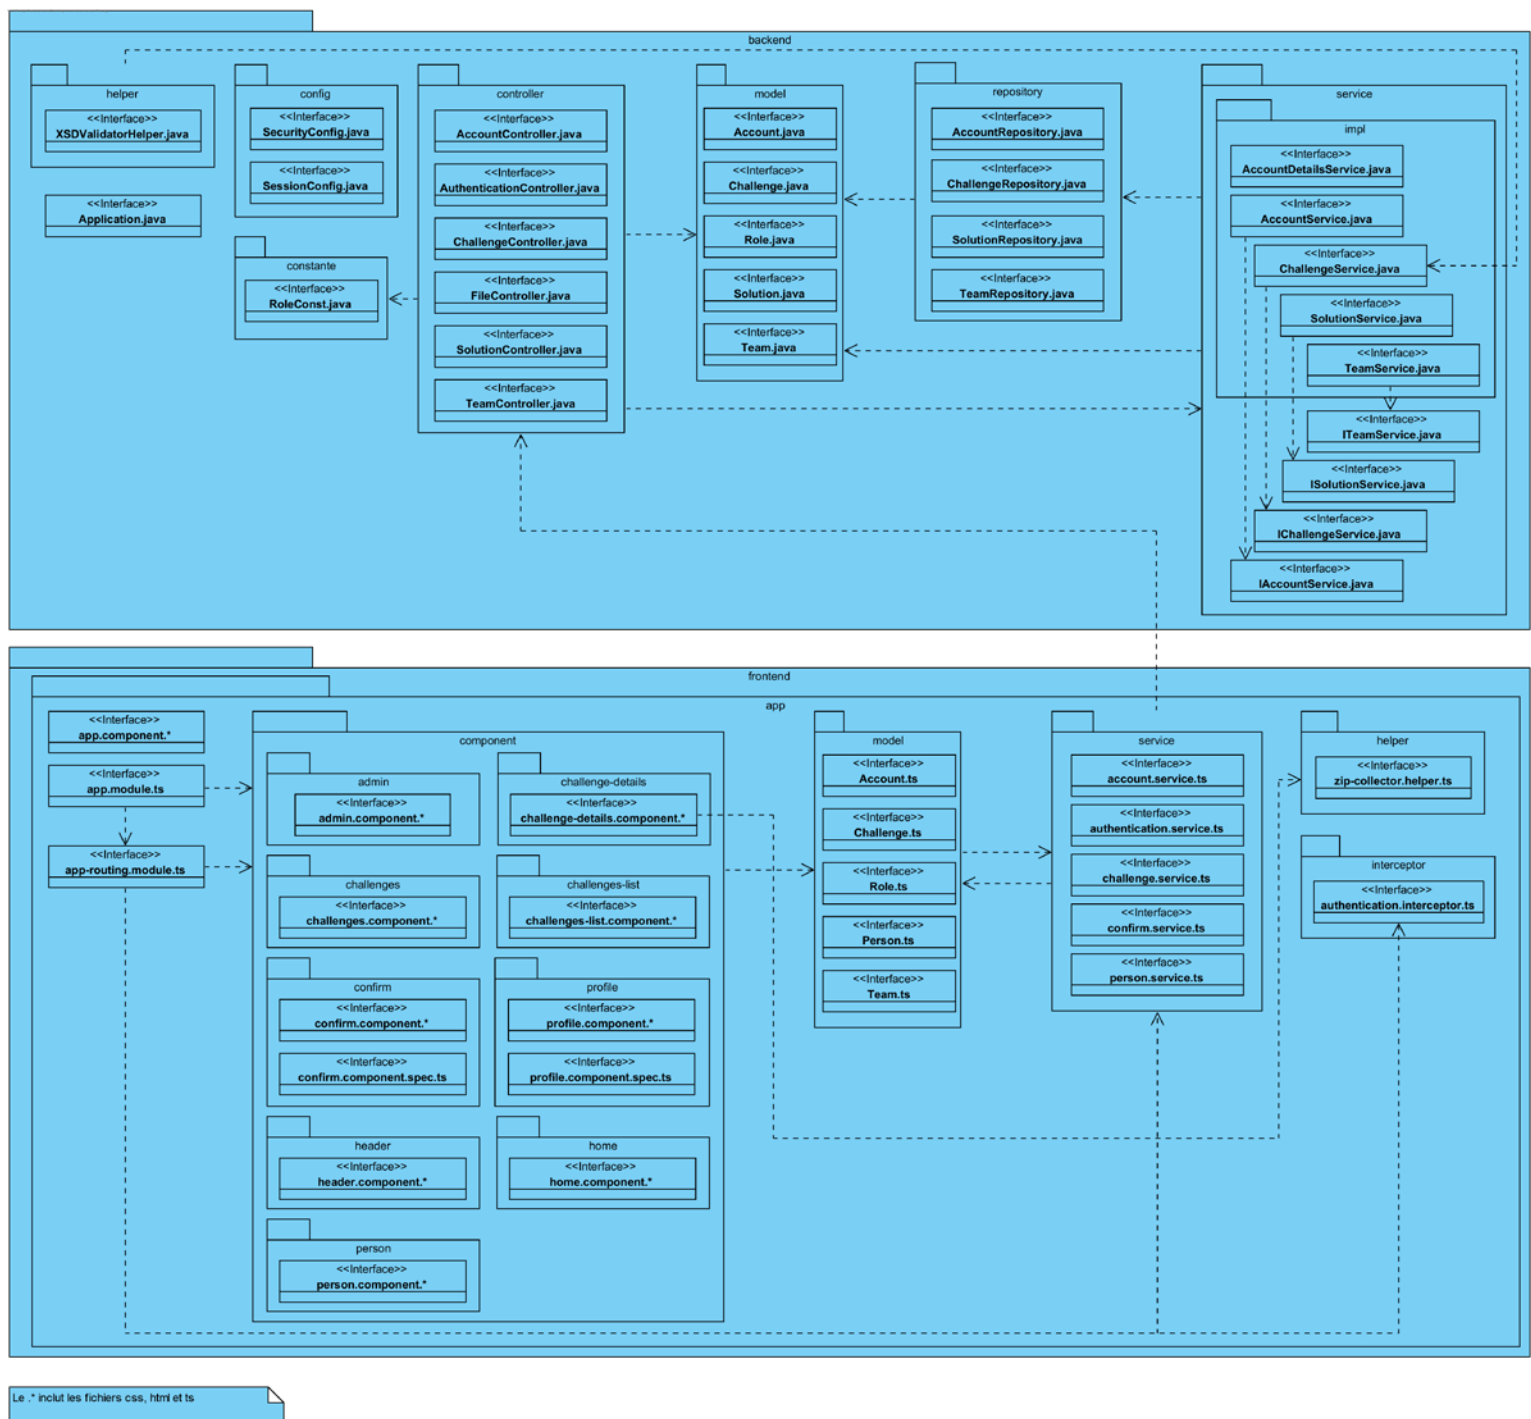 backend
helper
<<Interface>>
XSDValidatorHelper.java
<<Interface>>
Application.java
config
<<Interface>>
SecurityConfig.java
<<Interface>>
SessionConfig.java
constante
<<Interface>>
RoleConst.java
controller
<<Interface>>
AccountController.java
<<Interface>>
AuthenticationController.java
<<Interface>>
ChallengeController.java
<<Interface>>
FileController.java
<<Interface>>
SolutionController.java
<<Interface>>
TeamController.java
model
<<Interface>>
Account.java
<<Interface>>
Challenge.java
<<Interface>>
Role.java
<<Interface>>
Solution.java
<<Interface>>
Team.java
repository
<<Interface>>
AccountRepository.java
<<Interface>>
ChallengeRepository.java
<<Interface>>
SolutionRepository.java
<<Interface>>
TeamRepository.java
service
impl
<<Interface>>
AccountDetailsService.java
<<Interface>>
AccountService.java
<<Interface>>
ChallengeService.java
<<Interface>>
SolutionService.java
<<Interface>>
TeamService.java
<<Interface>>
ITeamService.java
<<Interface>>
ISolutionService.java
<<Interface>>
IChallengeService.java
<<Interface>>
IAccountService.java
frontend
app
<<Interface>>
app.component.*
<<Interface>>
app.module.ts
<<Interface>>
app-routing.module.ts
component
admin
<<Interface>>
admin.component.*
challenge-details
<<Interface>>
challenge-details.component.*
challenges
<<Interface>>
challenges.component.*
challenges-list
<<Interface>>
challenges-list.component.*
confirm
<<Interface>>
confirm.component.*
<<Interface>>
confirm.component.spec.ts
profile
<<Interface>>
profile.component.*
<<Interface>>
profile.component.spec.ts
header
<<Interface>>
header.component.*
home
<<Interface>>
home.component.*
person
<<Interface>>
person.component.*
model
<<Interface>>
Account.ts
<<Interface>>
Challenge.ts
<<Interface>>
Role.ts
<<Interface>>
Person.ts
<<Interface>>
Team.ts
service
<<Interface>>
account.service.ts
<<Interface>>
authentication.service.ts
<<Interface>>
challenge.service.ts
<<Interface>>
confirm.service.ts
<<Interface>>
person.service.ts
helper
<<Interface>>
zip-collector.helper.ts
interceptor
<<Interface>>
authentication.interceptor.ts
Le .* inclut les fichiers css, html et ts